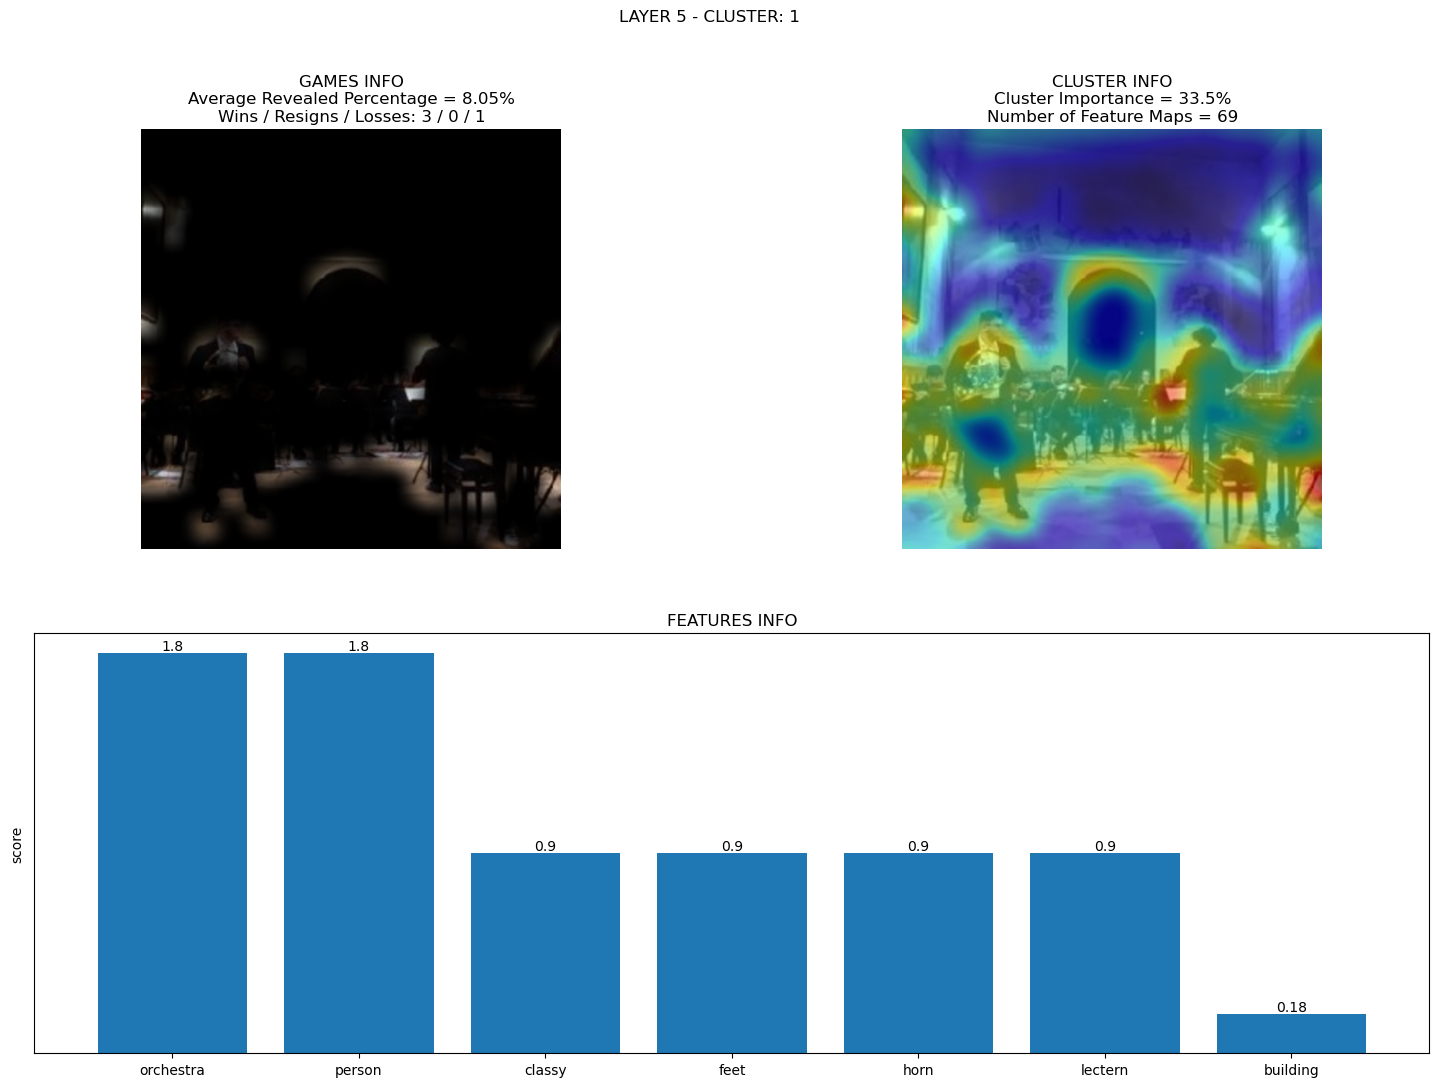 LAYER 5 - CLUSTER: 1
GAMES INFO
Average Revealed Percentage = 8.05%
Wins / Resigns / Losses: 3 / 0 / 1
CLUSTER INFO
Cluster Importance = 33.5%
Number of Feature Maps = 69
FEATURES INFO
score
1.8
1.8
0.9
0.9
0.9
0.9
0.18
orchestra
person
classy
feet
horn
lectern
building